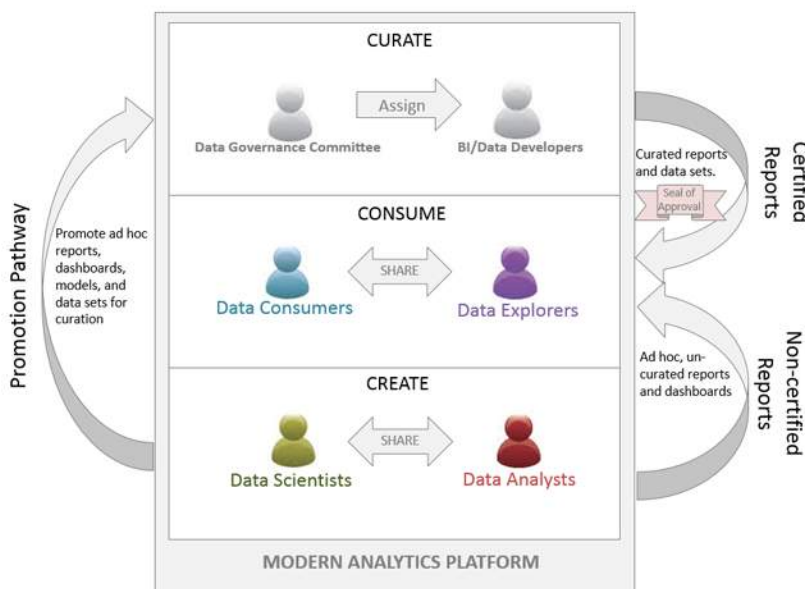 CURATE
Assign
Data Governance Committee
BI/Data Developers
Curated reports
and data sets.
Seal of
Approval
Certified
Reports
CONSUME
SHARE
Data Consumers
Data Explorers
Promotion Pathway
Promote ad hoc
reports,
dashboards,
models, and
data sets for
curation
Ad hoc, un-
curated reports
and dashboards
Non-certified
Reports
CREATE
SHARE
Data Scientists
Data Analysts
MODERN ANALYTICS PLATFORM